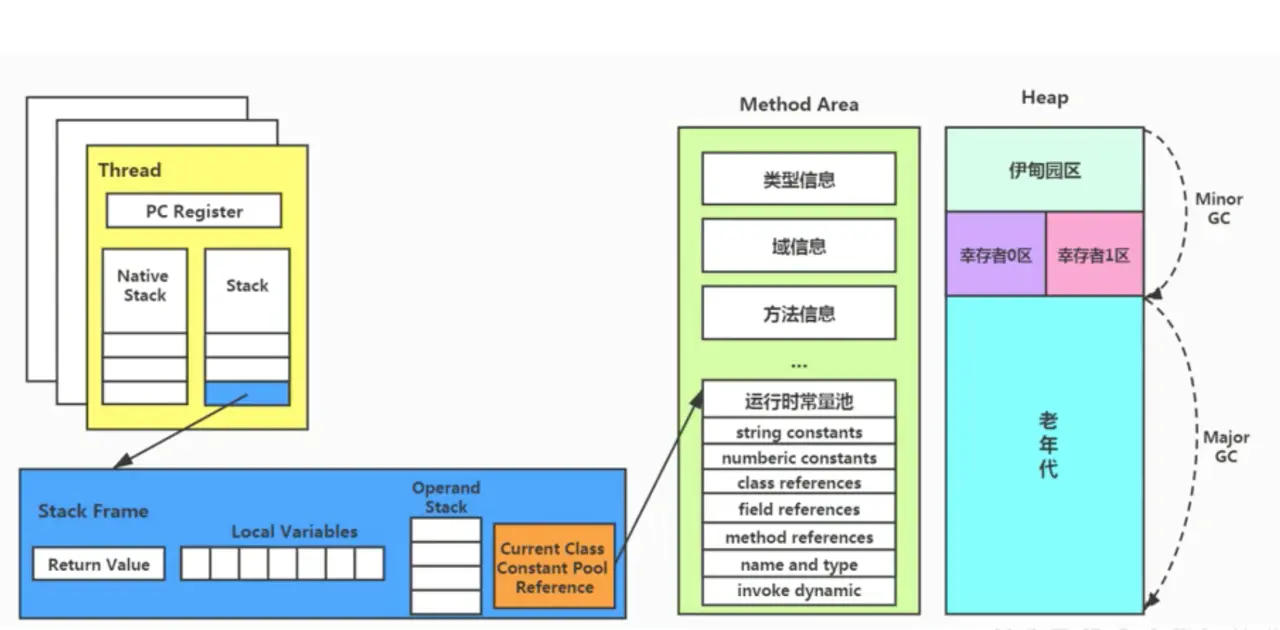 Thread
PC Register
Native
Stack
Stack
Stack Frame
Return Value
Local Variables
Operand
Stack
Current Class
Constant Pool
Reference
Method Area
类型信息
域信息
方法信息
...
运行时常量池
string constants
numberic constants
class references
field references
method references
name and type
invoke dynamic
Heap
伊甸园区
幸存者0区
幸存者1区
老
年
代
Minor
GC
Major
GC